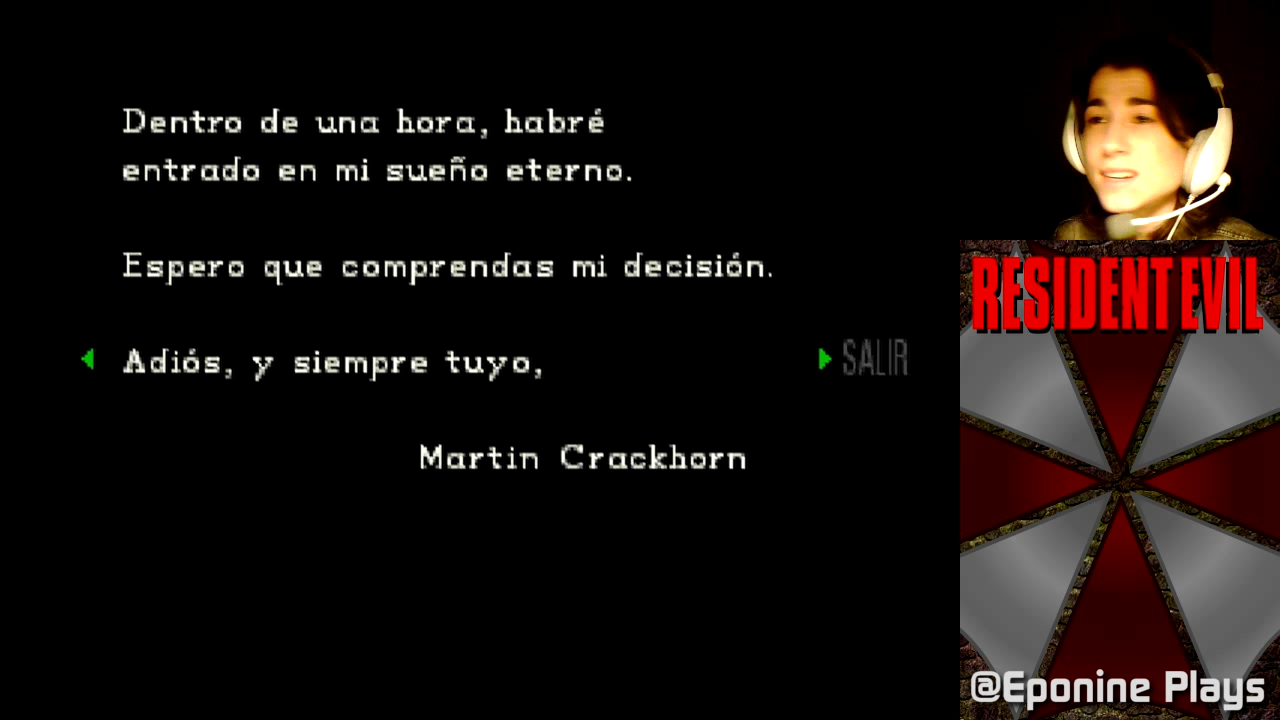 Dentro de una hora, habré
entrado en mi sueño eterno.
Espero que comprendas mi decisión.
Adiós, y siempre tuyo,
SALIR
Martin Crackhorn
RESIDENT EVIL
@Eponine Plays